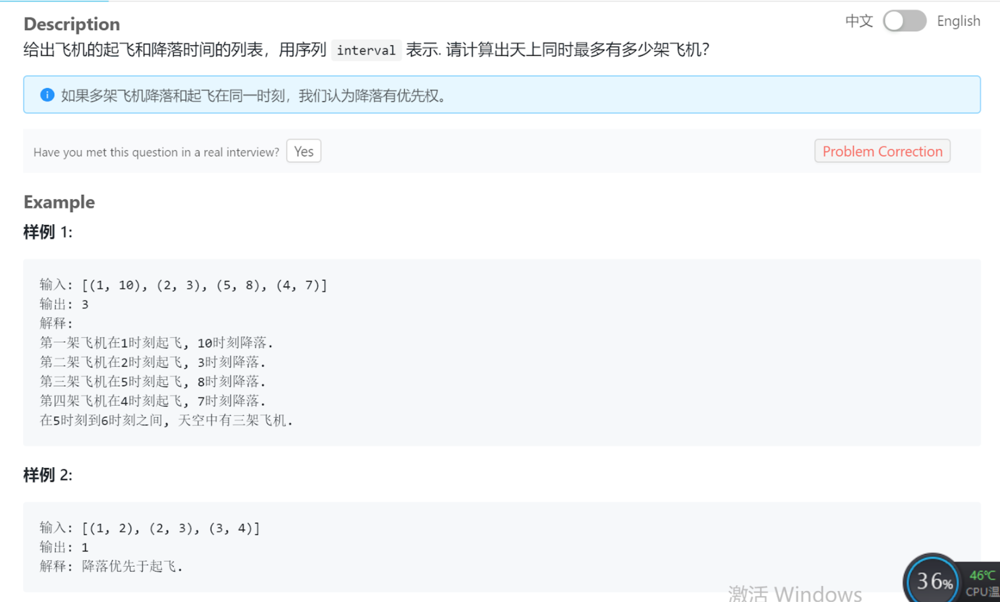 Description
中文 English
给出飞机的起飞和降落时间的列表，用序列 interval 表示. 请计算出天上同时最多有多少架飞机？
如果多架飞机降落和起飞在同一时刻，我们认为降落有优先权。
Have you met this question in a real interview? Yes
Problem Correction
Example
样例 1:
输入: [(1, 10), (2, 3), (5, 8), (4, 7)]
输出: 3
解释:
第一架飞机在1时刻起飞, 10时刻降落.
第二架飞机在2时刻起飞, 3时刻降落.
第三架飞机在5时刻起飞, 8时刻降落.
第四架飞机在4时刻起飞, 7时刻降落.
在5时刻到6时刻之间, 天空中有三架飞机.
样例 2:
输入: [(1, 2), (2, 3), (3, 4)]
输出: 1
解释: 降落优先于起飞.
36%
46℃
CPU温
激活 Windows